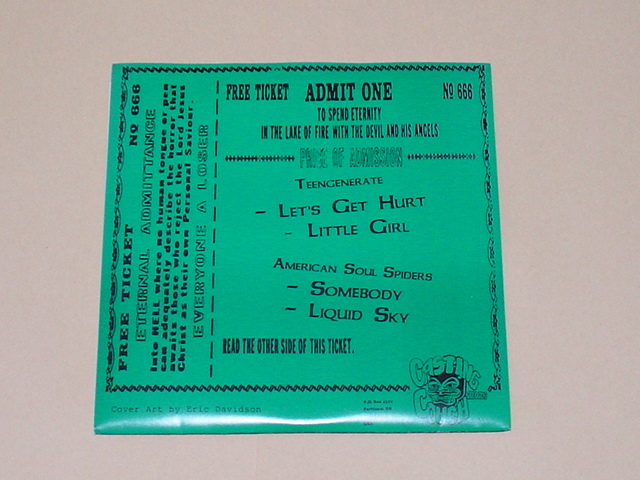 FREE TICKET
Nº 666
ETERNAL ADMITTANCE
Into HELL where no human tongue or pen
can adequately describe the horror that
awaits those who reject the Lord Jesus
Christ as their own Personal Saviour.
EVERYONE A LOSER
FREE TICKET ADMIT ONE Nº 666
TO SPEND ETERNITY
IN THE LAKE OF FIRE WITH THE DEVIL AND HIS ANGELS
PRICE OF ADMISSION
TEENGENERATE
- LET'S GET HURT
- LITTLE GIRL
AMERICAN SOUL SPIDERS
- SOMEBODY
- LIQUID SKY
READ THE OTHER SIDE OF THIS TICKET.
CASTING
COUCH
Cover Art by Eric Davidson